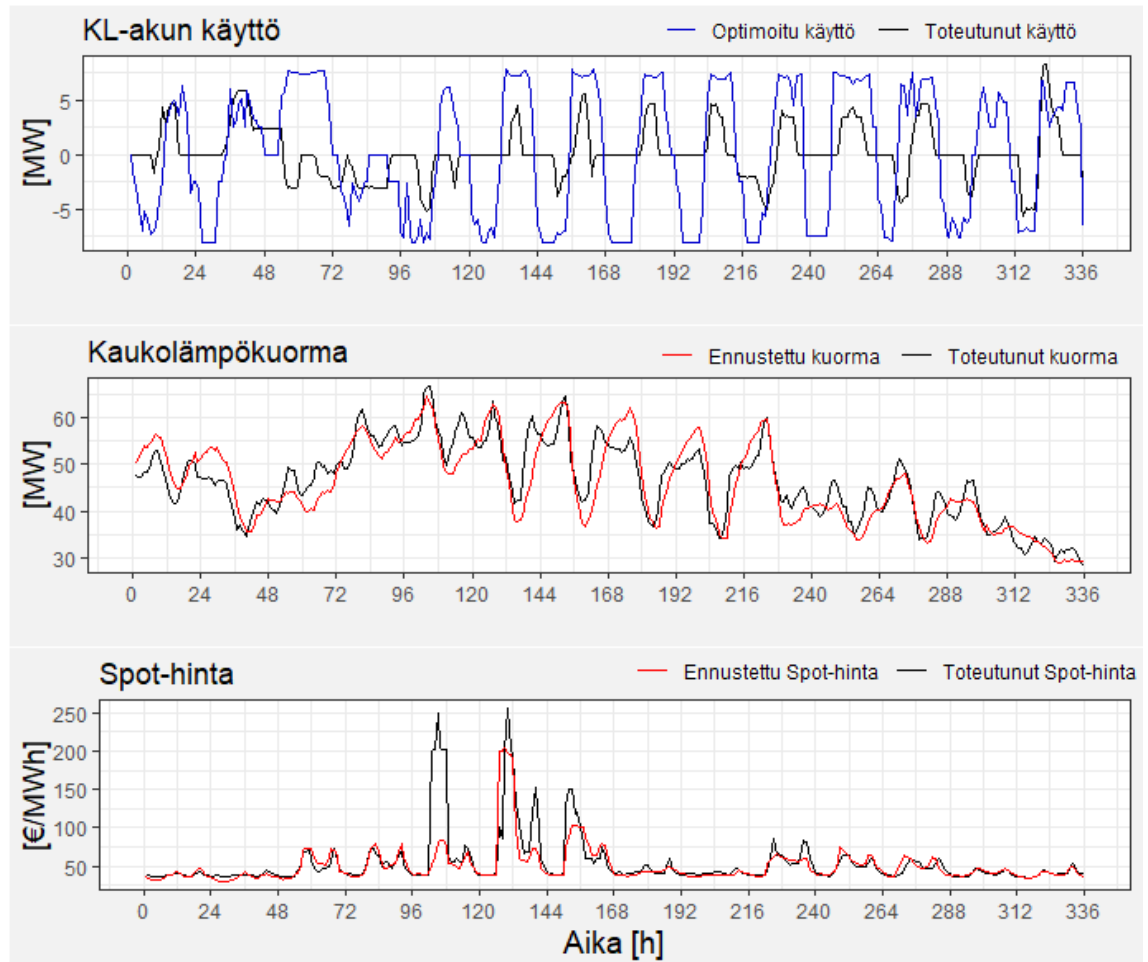 KL-akun käyttö
Optimoitu käyttö
Toteutunut käyttö
[MW]
5
0
-5
0 24 48 72 96 120 144 168 192 216 240 264 288 312 336
Kaukolämpökuorma
Ennustettu kuorma
Toteutunut kuorma
[MW]
60
50
40
30
0 24 48 72 96 120 144 168 192 216 240 264 288 312 336
Spot-hinta
Ennustettu Spot-hinta
Toteutunut Spot-hinta
[€/MWh]
250
200
150
100
50
0 24 48 72 96 120 144 168 192 216 240 264 288 312 336
Aika [h]